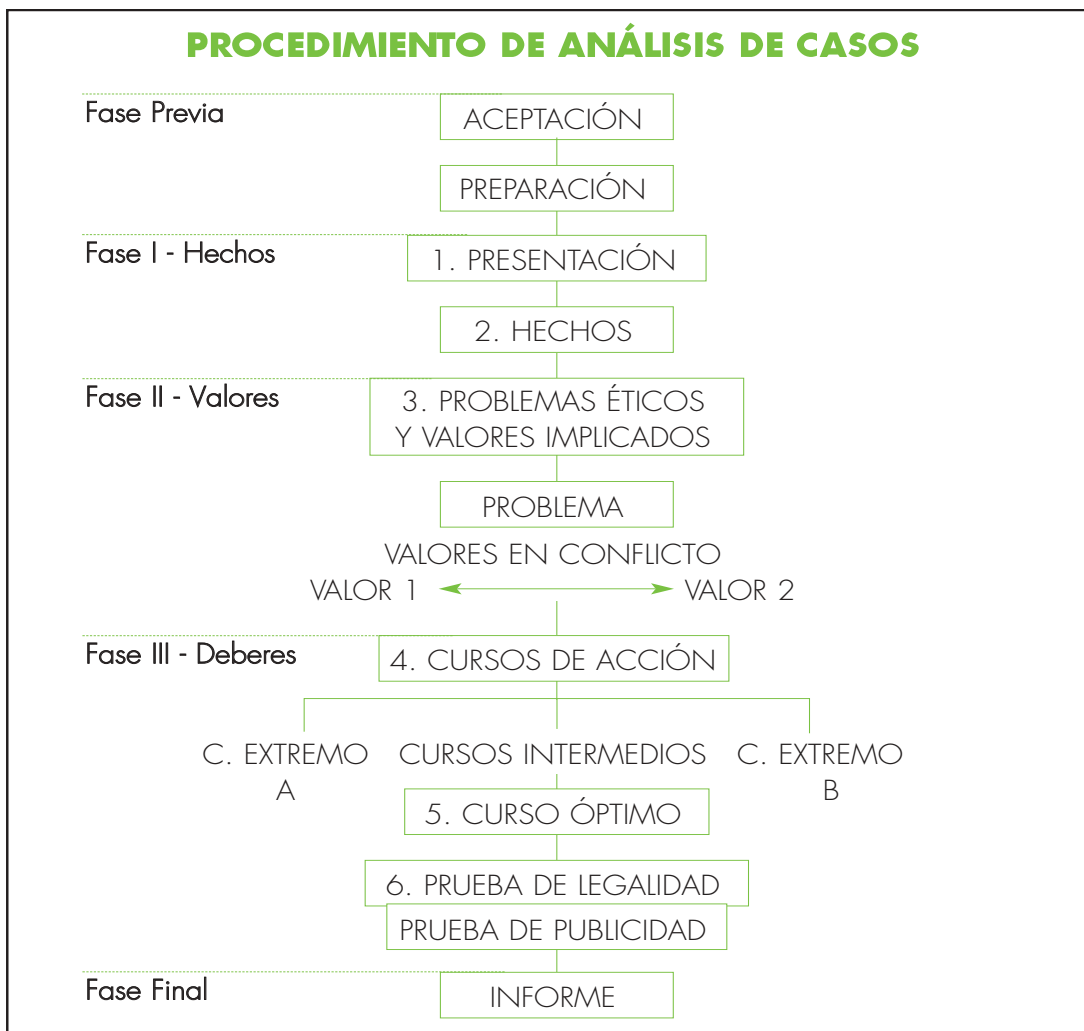 PROCEDIMIENTO DE ANÁLISIS DE CASOS
Fase Previa
ACEPTACIÓN
PREPARACIÓN
Fase I - Hechos
1. PRESENTACIÓN
2. HECHOS
Fase II - Valores
3. PROBLEMAS ÉTICOS
Y VALORES IMPLICADOS
PROBLEMA
VALORES EN CONFLICTO
VALOR 1
VALOR 2
Fase III - Deberes
4. CURSOS DE ACCIÓN
C. EXTREMO
A
CURSOS INTERMEDIOS
C. EXTREMO
B
5. CURSO ÓPTIMO
6. PRUEBA DE LEGALIDAD
PRUEBA DE PUBLICIDAD
Fase Final
INFORME